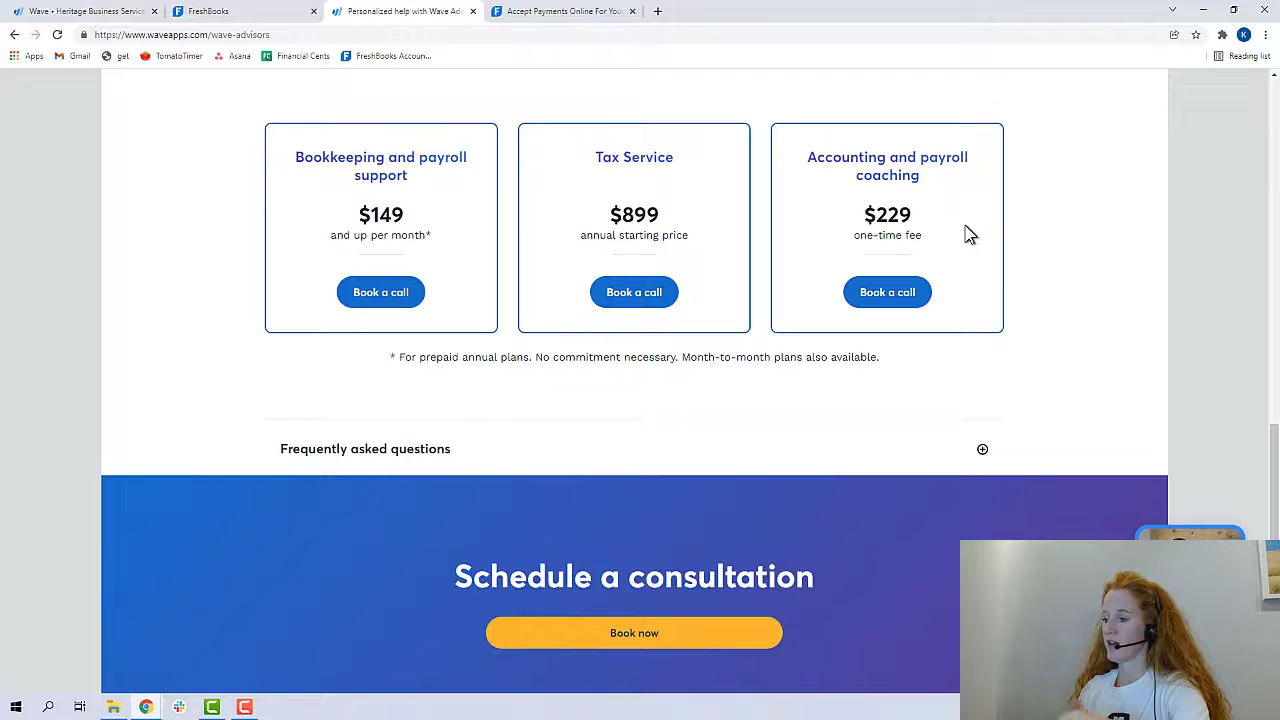 Wave • Heritage Business Service
FreshBooks
Personalized help with Wave Adv
Accept Payments Online For You
https://www.waveapps.com/wave-advisors
K
Apps
Gmail
get
TomatoTimer
Asana
Financial Cents
FreshBooks Accoun...
Reading list
Bookkeeping and payroll
support
$149
and up per month*
Book a call
Tax Service
$899
annual starting price
Book a call
Accounting and payroll
coaching
$229
one-time fee
Book a call
* For prepaid annual plans. No commitment necessary. Month-to-month plans also available.
Frequently asked questions
Schedule a consultation
Book now